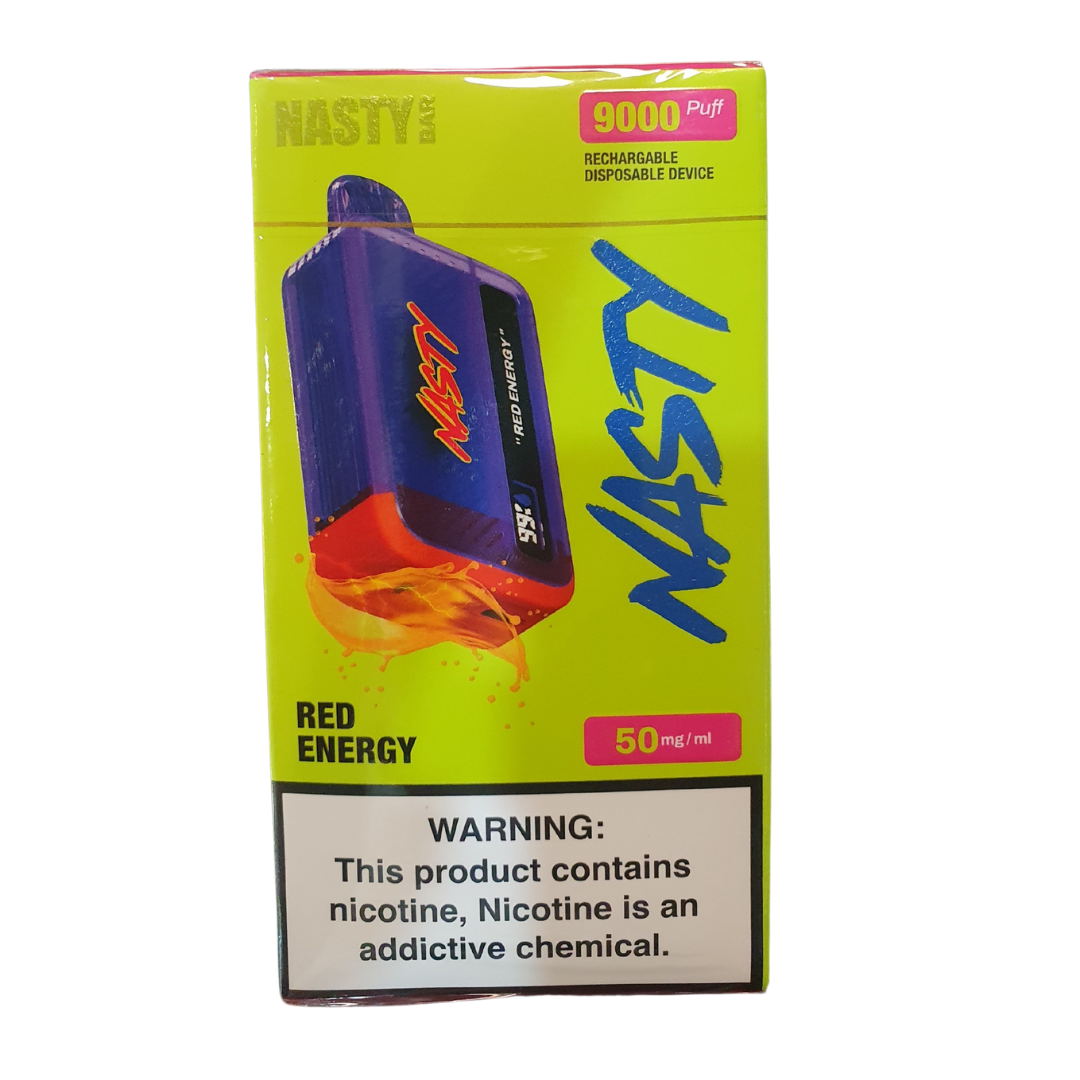 NASTY BAR
9000 Puff
RECHARGABLE
DISPOSABLE DEVICE
NASTY
"RED ENERGY"
99%
NASTY
RED
ENERGY
50mg/ml
WARNING:
This product contains
nicotine, Nicotine is an
addictive chemical.